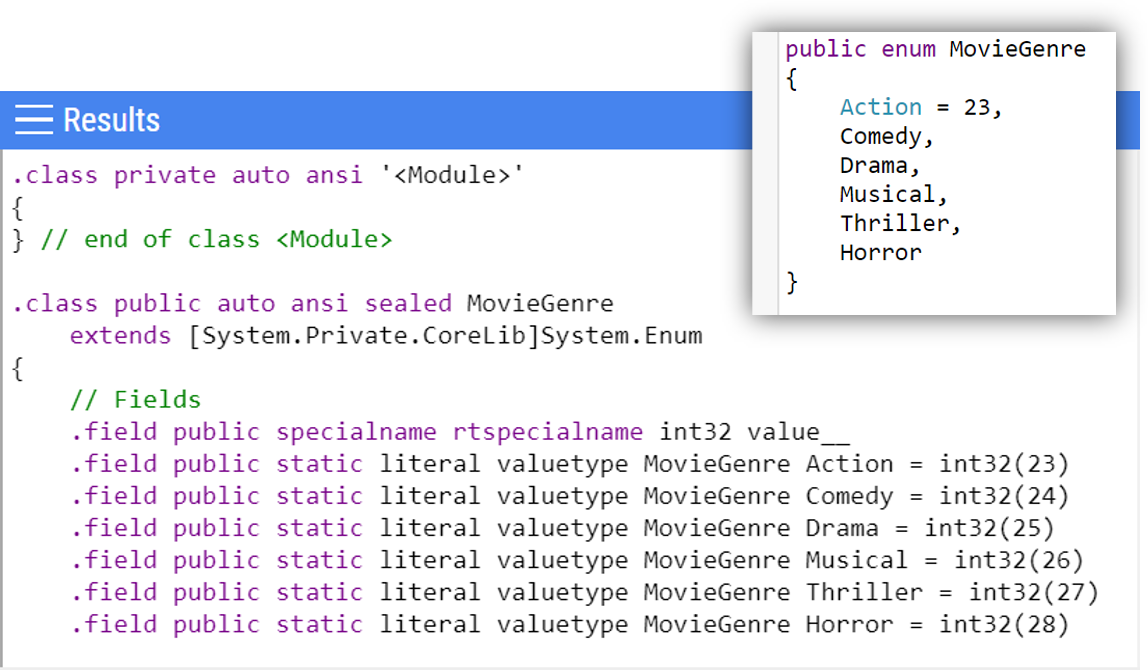 Results
.class private auto ansi '<Module>'
{
} // end of class <Module>
.class public auto ansi sealed MovieGenre
    extends [System.Private.CoreLib]System.Enum
{
    // Fields
    .field public specialname rtspecialname int32 value__
    .field public static literal valuetype MovieGenre Action = int32(23)
    .field public static literal valuetype MovieGenre Comedy = int32(24)
    .field public static literal valuetype MovieGenre Drama = int32(25)
    .field public static literal valuetype MovieGenre Musical = int32(26)
    .field public static literal valuetype MovieGenre Thriller = int32(27)
    .field public static literal valuetype MovieGenre Horror = int32(28)
public enum MovieGenre
{
    Action = 23,
    Comedy,
    Drama,
    Musical,
    Thriller,
    Horror
}